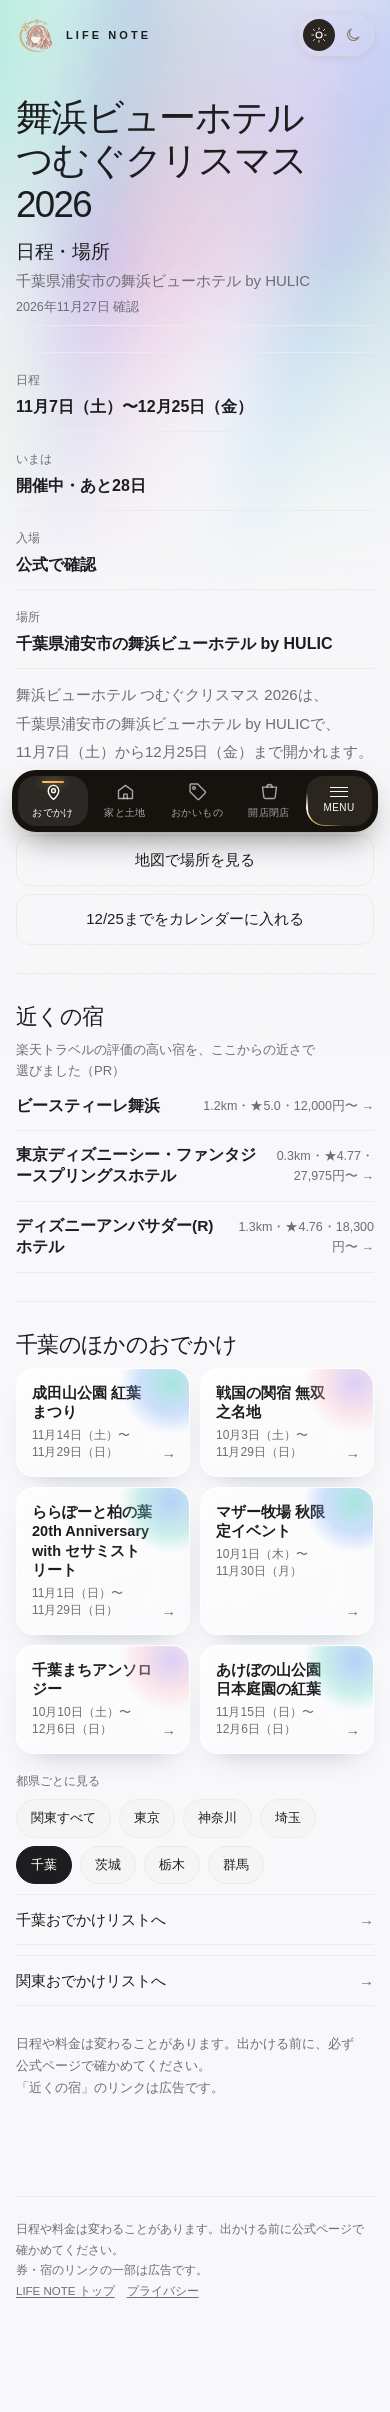 LIFE NOTE
舞浜ビューホテル
つむぐクリスマス
2026
日程・場所
千葉県浦安市の舞浜ビューホテル by HULIC
2026年11月27日 確認
日程
11月7日（土）〜12月25日（金）
いまは
開催中・あと28日
入場
公式で確認
場所
千葉県浦安市の舞浜ビューホテル by HULIC
舞浜ビューホテル つむぐクリスマス 2026は、
千葉県浦安市の舞浜ビューホテル by HULICで、
11月7日（土）から12月25日（金）まで開かれます。
おでかけ
家と土地
おかいもの
開店閉店
MENU
地図で場所を見る
12/25までをカレンダーに入れる
近くの宿
楽天トラベルの評価の高い宿を、ここからの近さで
選びました（PR）
ビースティーレ舞浜
1.2km・★5.0・12,000円〜 →
東京ディズニーシー・ファンタジ
ースプリングスホテル
0.3km・★4.77・
27,975円〜 →
ディズニーアンバサダー(R)
ホテル
1.3km・★4.76・18,300
円〜 →
千葉のほかのおでかけ
成田山公園 紅葉
まつり
11月14日（土）〜
11月29日（日）
→
戦国の関宿 無双
之名地
10月3日（土）〜
11月29日（日）
→
ららぽーと柏の葉
20th Anniversary
with セサミスト
リート
11月1日（日）〜
11月29日（日）
→
マザー牧場 秋限
定イベント
10月1日（木）〜
11月30日（月）
→
千葉まちアンソロ
ジー
10月10日（土）〜
12月6日（日）
→
あけぼの山公園
日本庭園の紅葉
11月15日（日）〜
12月6日（日）
→
都県ごとに見る
関東すべて
東京
神奈川
埼玉
千葉
茨城
栃木
群馬
千葉おでかけリストへ →
関東おでかけリストへ →
日程や料金は変わることがあります。出かける前に、必ず
公式ページで確かめてください。
「近くの宿」のリンクは広告です。
日程や料金は変わることがあります。出かける前に公式ページで
確かめてください。
券・宿のリンクの一部は広告です。
LIFE NOTE トップ プライバシー